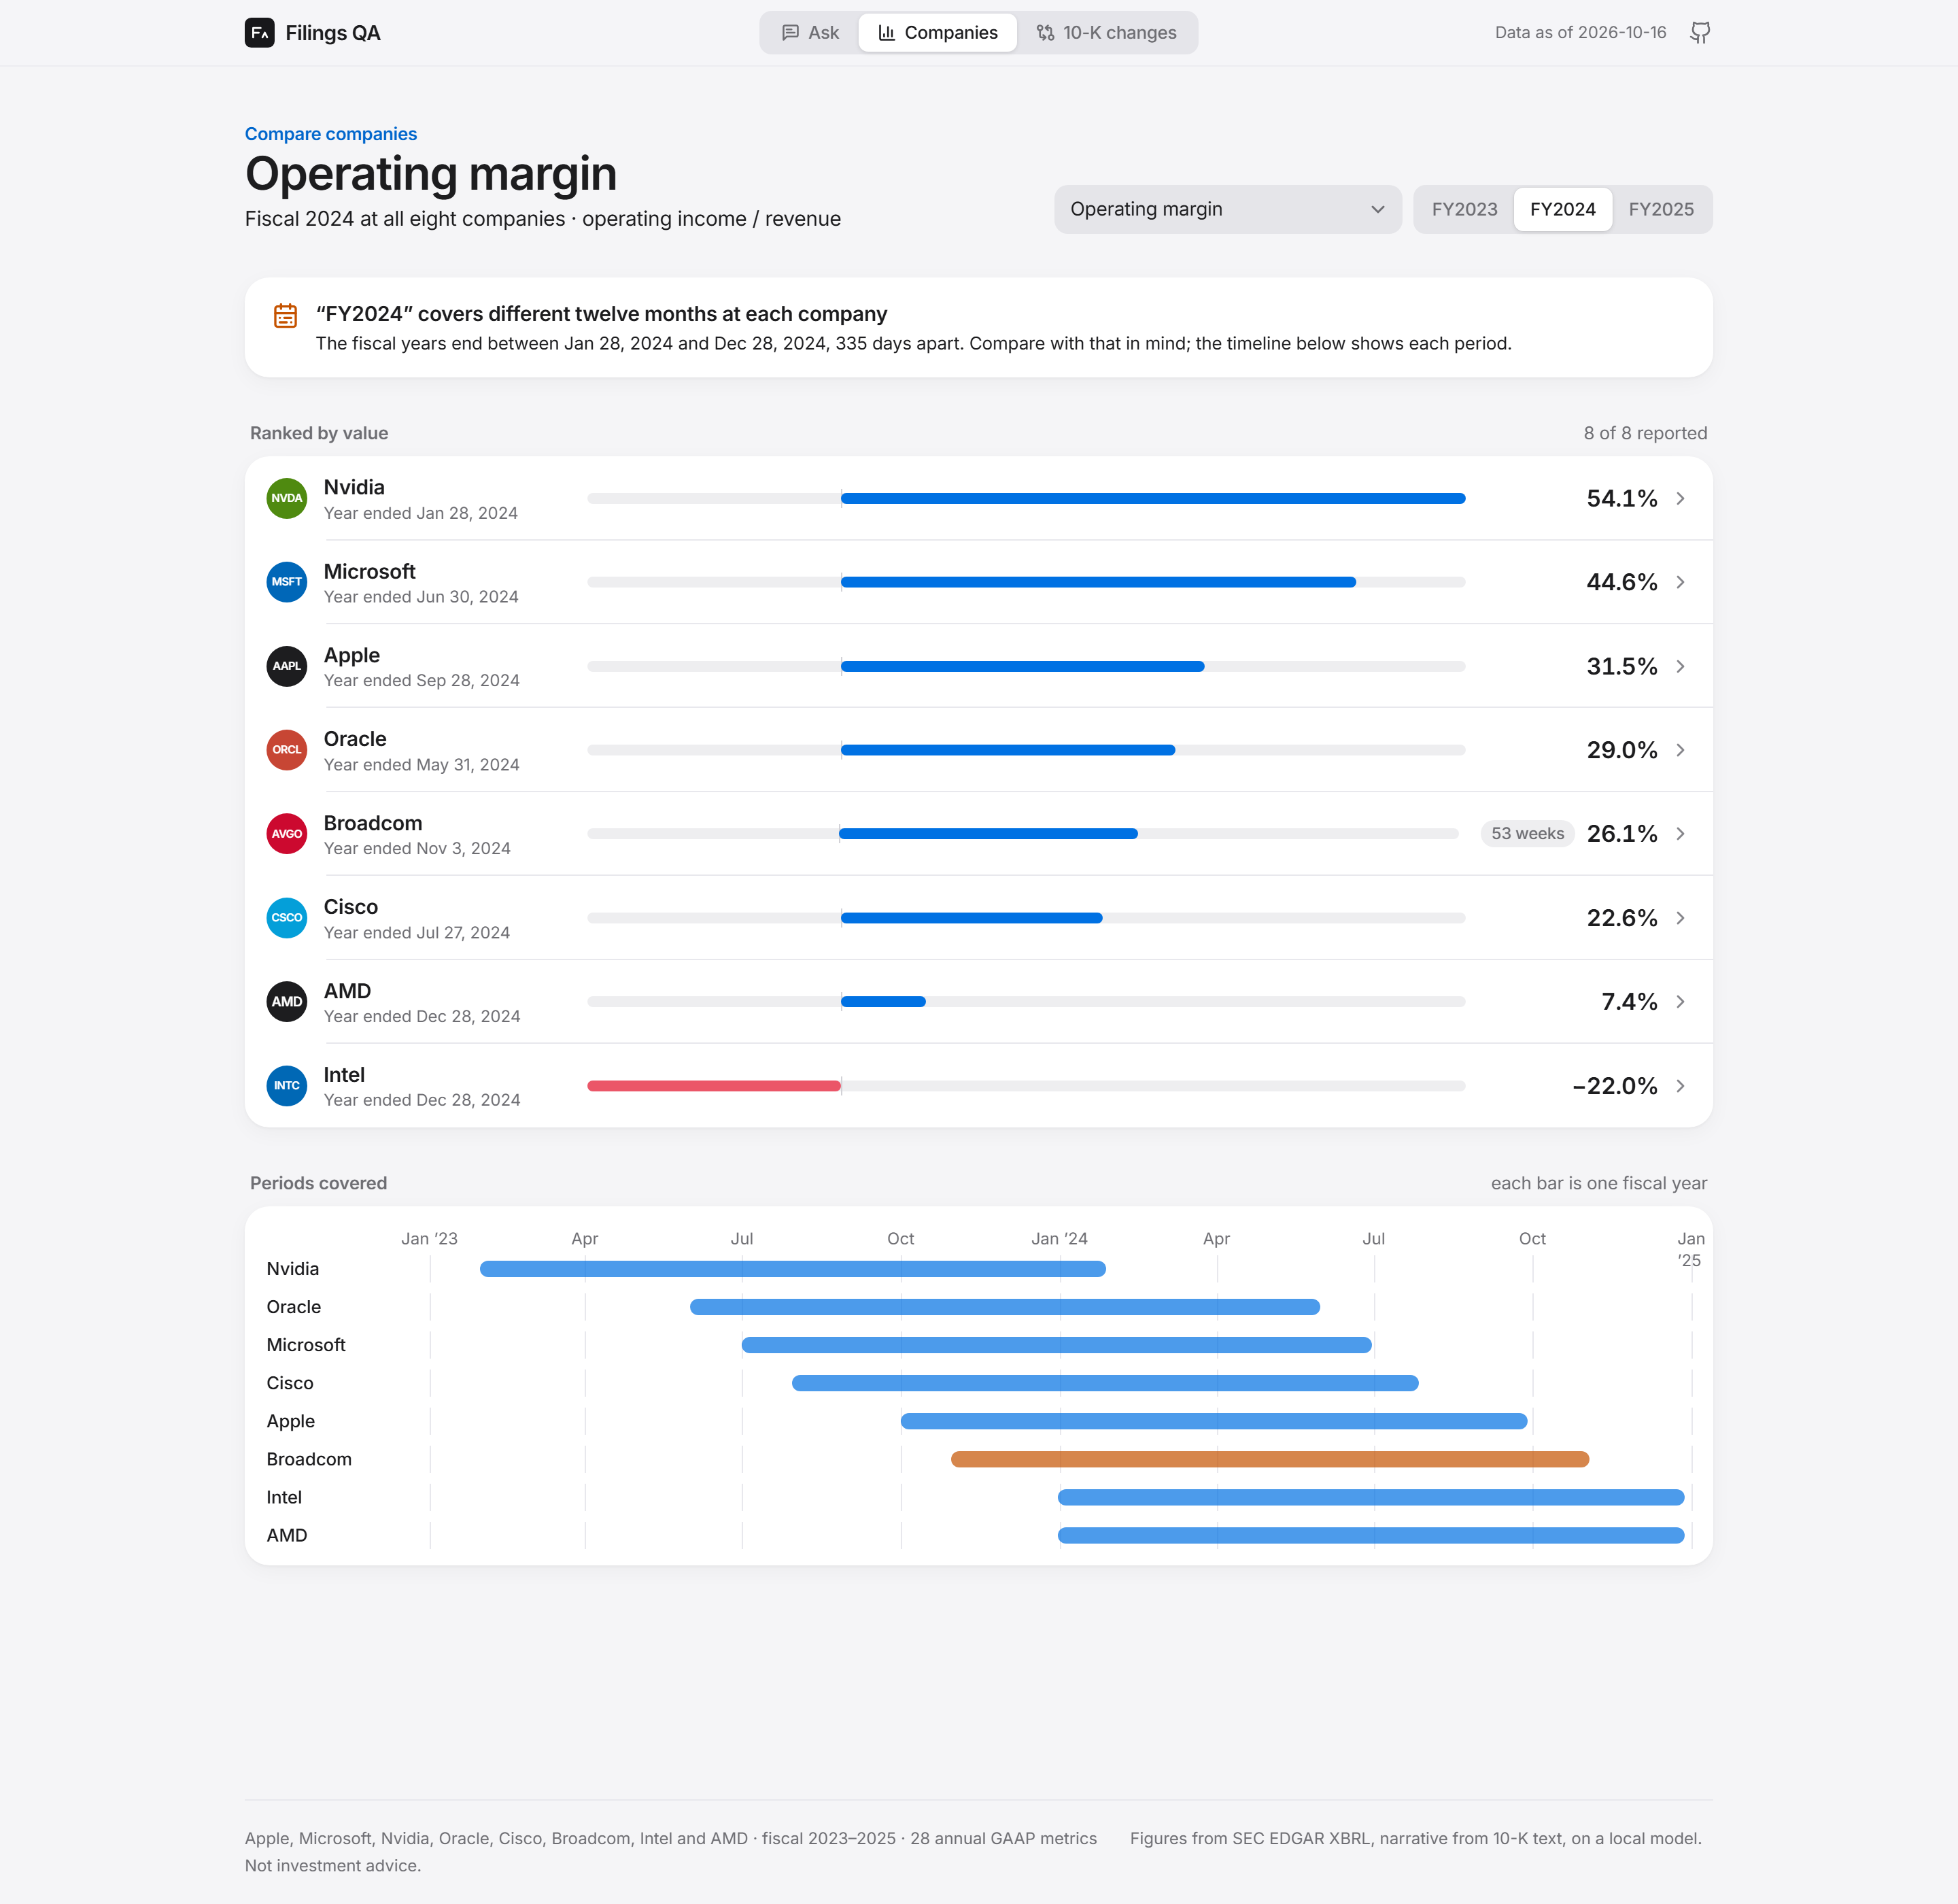 Filings QA
Ask
Companies
10-K changes
Data as of 2026-10-16
Compare companies
Operating margin
Fiscal 2024 at all eight companies · operating income / revenue
Operating margin
FY2023
FY2024
FY2025
“FY2024” covers different twelve months at each company
The fiscal years end between Jan 28, 2024 and Dec 28, 2024, 335 days apart. Compare with that in mind; the timeline below shows each period.
Ranked by value
8 of 8 reported
NVDA
Nvidia
Year ended Jan 28, 2024
54.1%
MSFT
Microsoft
Year ended Jun 30, 2024
44.6%
AAPL
Apple
Year ended Sep 28, 2024
31.5%
ORCL
Oracle
Year ended May 31, 2024
29.0%
AVGO
Broadcom
Year ended Nov 3, 2024
53 weeks
26.1%
CSCO
Cisco
Year ended Jul 27, 2024
22.6%
AMD
AMD
Year ended Dec 28, 2024
7.4%
INTC
Intel
Year ended Dec 28, 2024
−22.0%
Periods covered
each bar is one fiscal year
Jan ’23
Apr
Jul
Oct
Jan ’24
Apr
Jul
Oct
Jan
’25
Nvidia
Oracle
Microsoft
Cisco
Apple
Broadcom
Intel
AMD
Apple, Microsoft, Nvidia, Oracle, Cisco, Broadcom, Intel and AMD · fiscal 2023–2025 · 28 annual GAAP metrics
Figures from SEC EDGAR XBRL, narrative from 10-K text, on a local model.
Not investment advice.